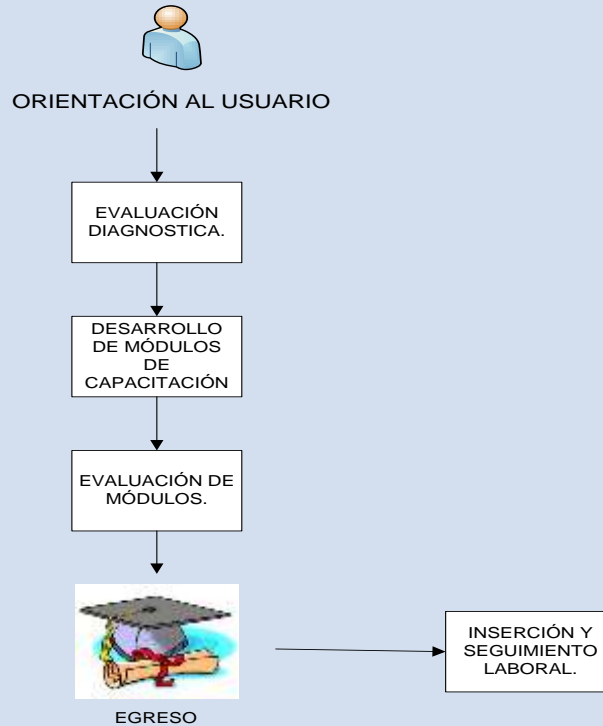 ORIENTACIÓN AL USUARIO
EVALUACIÓN
DIAGNOSTICA.
DESARROLLO
DE MÓDULOS
DE
CAPACITACIÓN
EVALUACIÓN DE
MÓDULOS.
EGRESO
INSERCIÓN Y
SEGUIMIENTO
LABORAL.